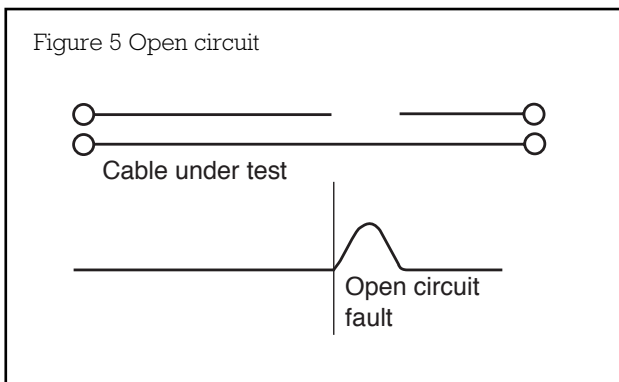 Figure 5 Open circuit
Cable under test
Open circuit
fault